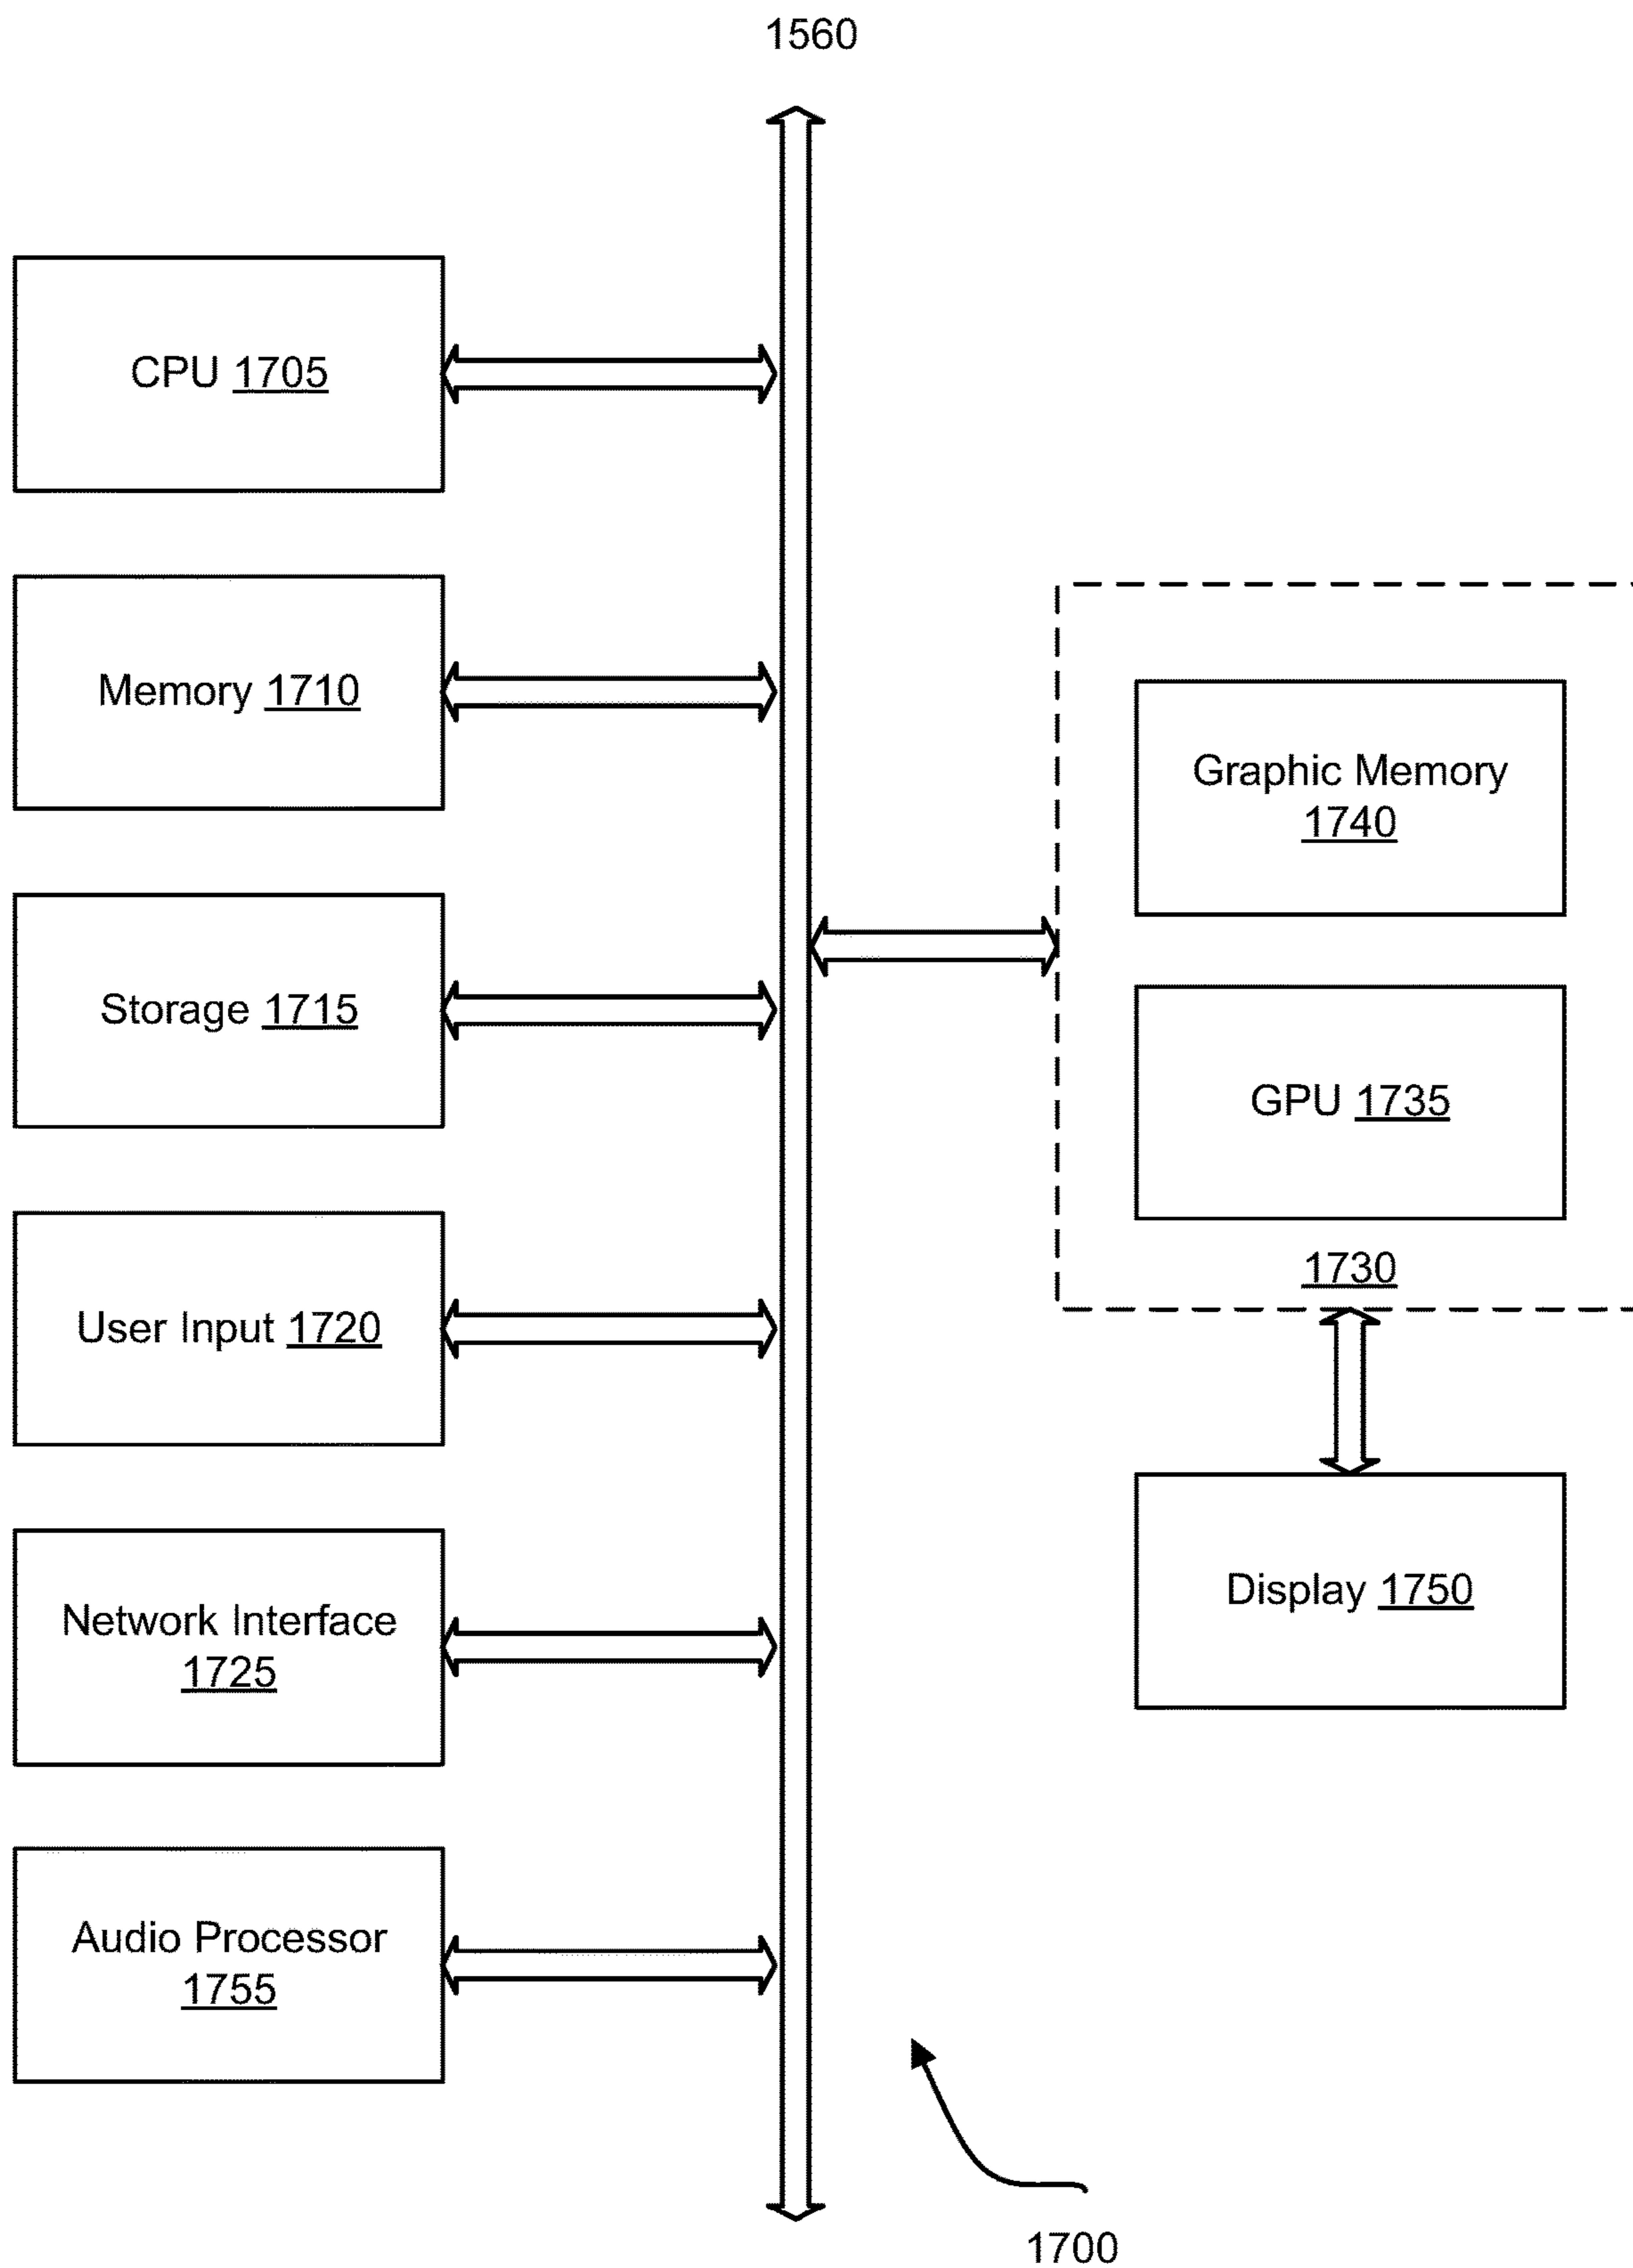 1560
CPU 1705
Memory 1710
Graphic Memory
1740
Storage 1715
GPU 1735
1730
User Input 1720
Display 1750
Network Interface
1725
Audio Processor
1755
1700